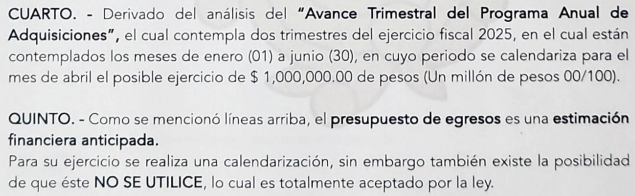 CUARTO. - Derivado del análisis del "Avance Trimestral del Programa Anual de
Adquisiciones", el cual contempla dos trimestres del ejercicio fiscal 2025, en el cual están
contemplados los meses de enero (01) a junio (30), en cuyo periodo se calendariza para el
mes de abril el posible ejercicio de $ 1,000,000.00 de pesos (Un millón de pesos 00/100).
QUINTO. - Como se mencionó líneas arriba, el presupuesto de egresos es una estimación
financiera anticipada.
Para su ejercicio se realiza una calendarización, sin embargo también existe la posibilidad
de que éste NO SE UTILICE, lo cual es totalmente aceptado por la ley.